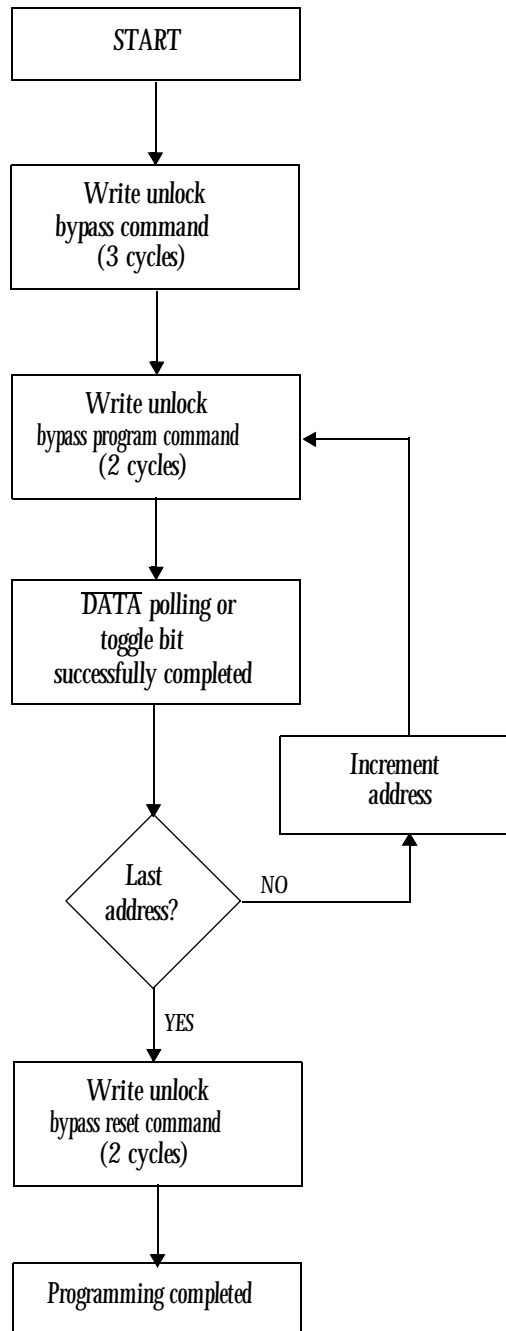 START
Write unlock
bypass command
(3 cycles)
Write unlock
bypass program command
(2 cycles)
D̅A̅T̅A̅ polling or
toggle bit
successfully completed
Increment
address
Last
address?
NO
YES
Write unlock
bypass reset command
(2 cycles)
Programming completed